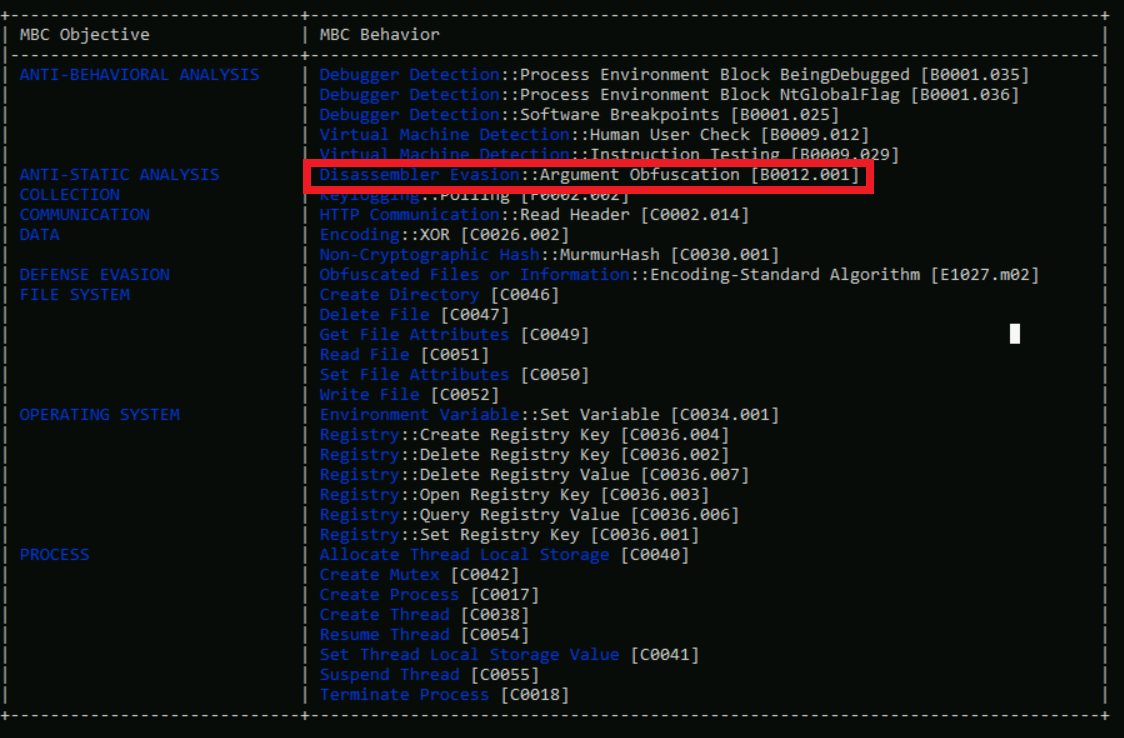 MBC Objective MBC Behavior
ANTI-BEHAVIORAL ANALYSIS Debugger Detection::Process Environment Block BeingDebugged [B0001.035]
Debugger Detection::Process Environment Block NtGlobalFlag [B0001.036]
Debugger Detection::Software Breakpoints [B0001.025]
Virtual Machine Detection::Human User Check [B0009.012]
Virtual Machine Detection::Instruction Testing [B0009.029]
ANTI-STATIC ANALYSIS Disassembler Evasion::Argument Obfuscation [B0012.001]
COLLECTION Keylogging::Polling [F0002.002]
COMMUNICATION HTTP Communication::Read Header [C0002.014]
DATA Encoding::XOR [C0026.002]
Non-Cryptographic Hash::MurmurHash [C0030.001]
DEFENSE EVASION Obfuscated Files or Information::Encoding-Standard Algorithm [E1027.m02]
FILE SYSTEM Create Directory [C0046]
Delete File [C0047]
Get File Attributes [C0049]
Read File [C0051]
Set File Attributes [C0050]
Write File [C0052]
OPERATING SYSTEM Environment Variable::Set Variable [C0034.001]
Registry::Create Registry Key [C0036.004]
Registry::Delete Registry Key [C0036.002]
Registry::Delete Registry Value [C0036.007]
Registry::Open Registry Key [C0036.003]
Registry::Query Registry Value [C0036.006]
Registry::Set Registry Key [C0036.001]
PROCESS Allocate Thread Local Storage [C0040]
Create Mutex [C0042]
Create Process [C0017]
Create Thread [C0038]
Resume Thread [C0054]
Set Thread Local Storage Value [C0041]
Suspend Thread [C0055]
Terminate Process [C0018]